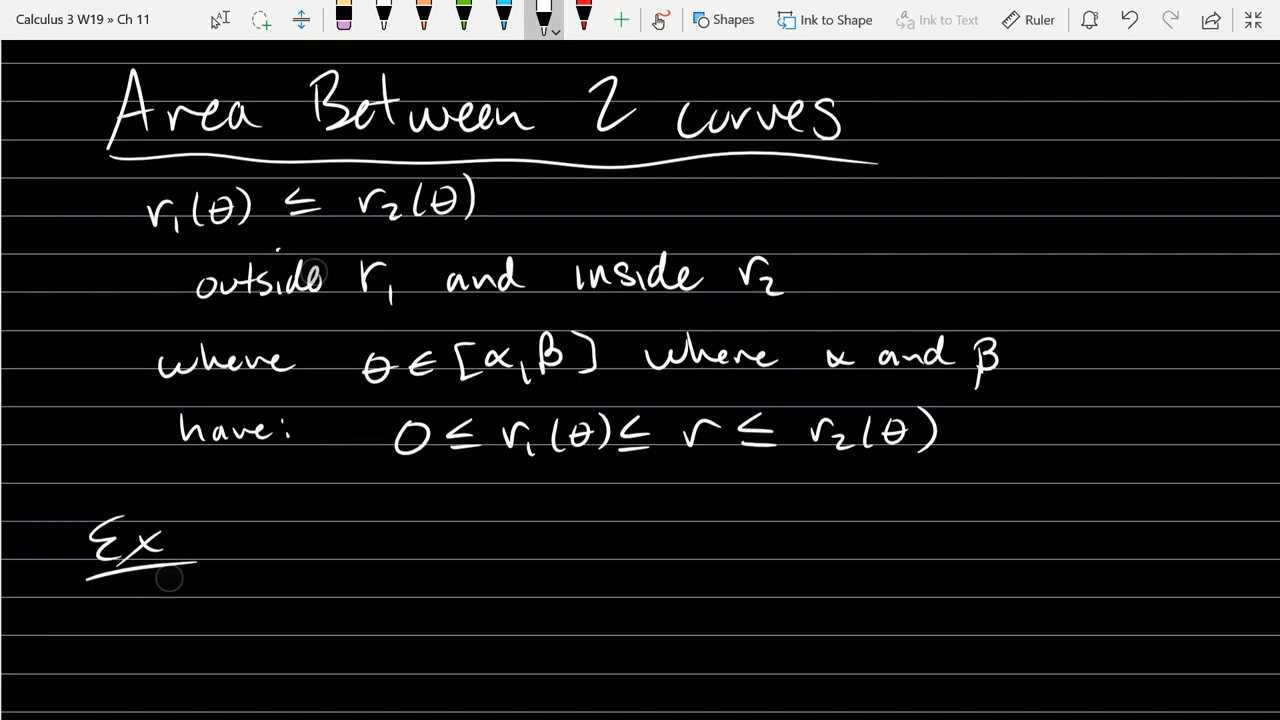 Calculus 3 W19 » Ch 11
Shapes
Ink to Shape
Ink to Text
Ruler
Area Between 2 curves
r₁(θ) ≤ r₂(θ)
outside r₁ and inside r₂
where θ ∈ [α, β] where α and β
have: 0 ≤ r₁(θ) ≤ r ≤ r₂(θ)
Ex